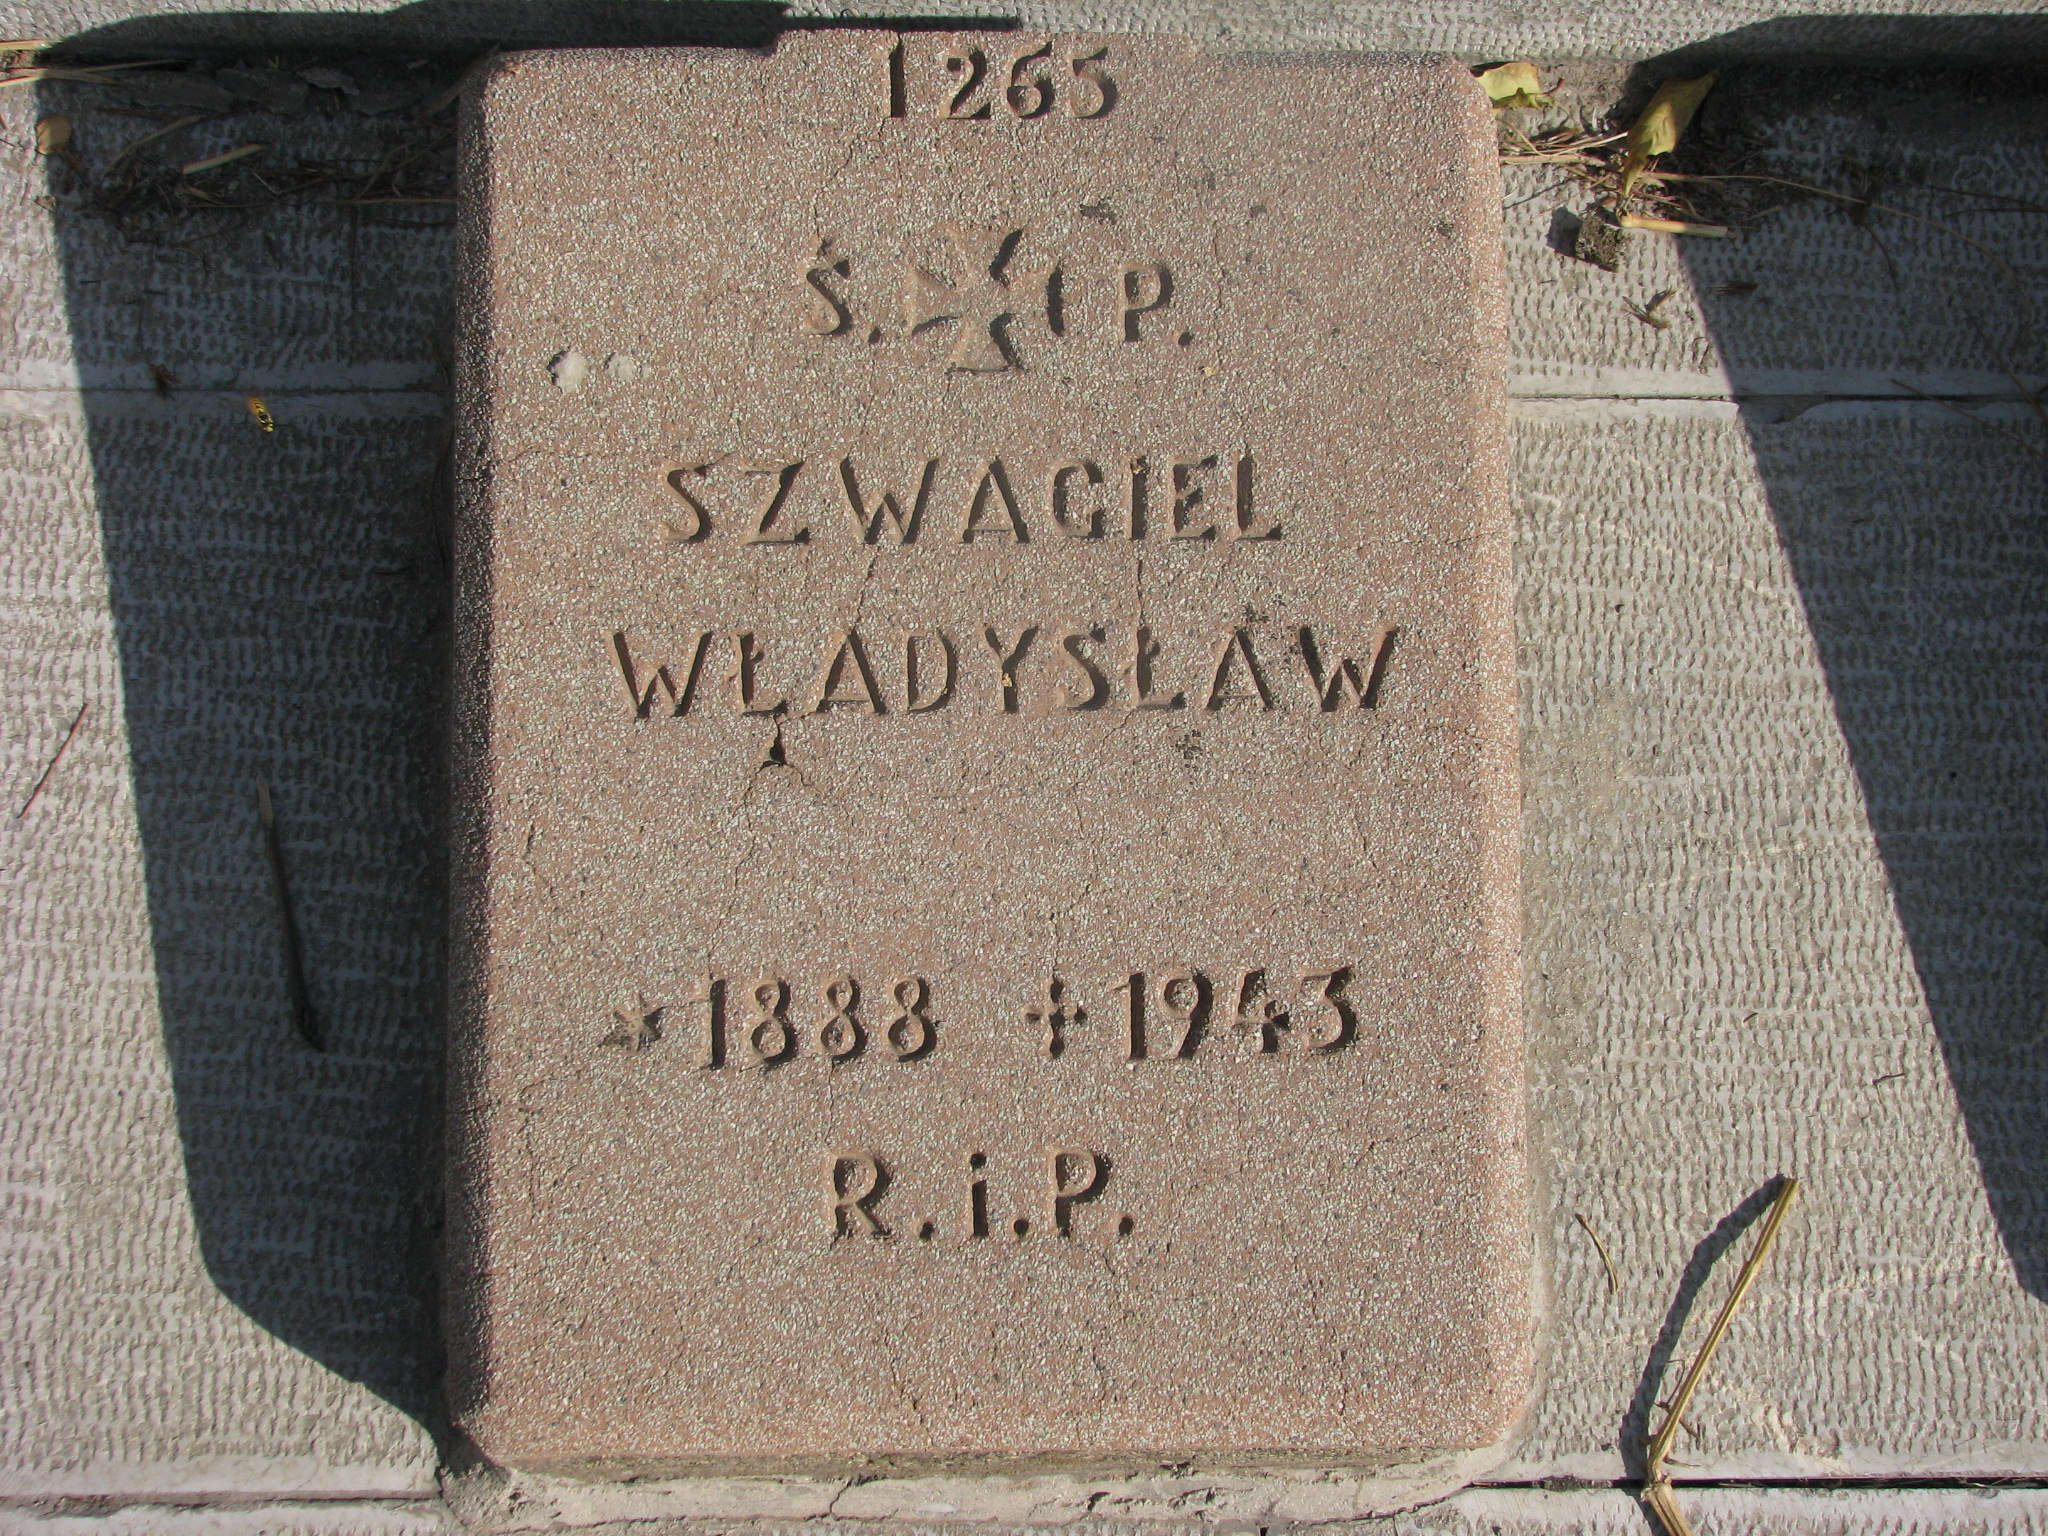 1265
Ś. I P.
SZWAGIEL
WŁADYSŁAW
* 1888 + 1943
R.i.P.